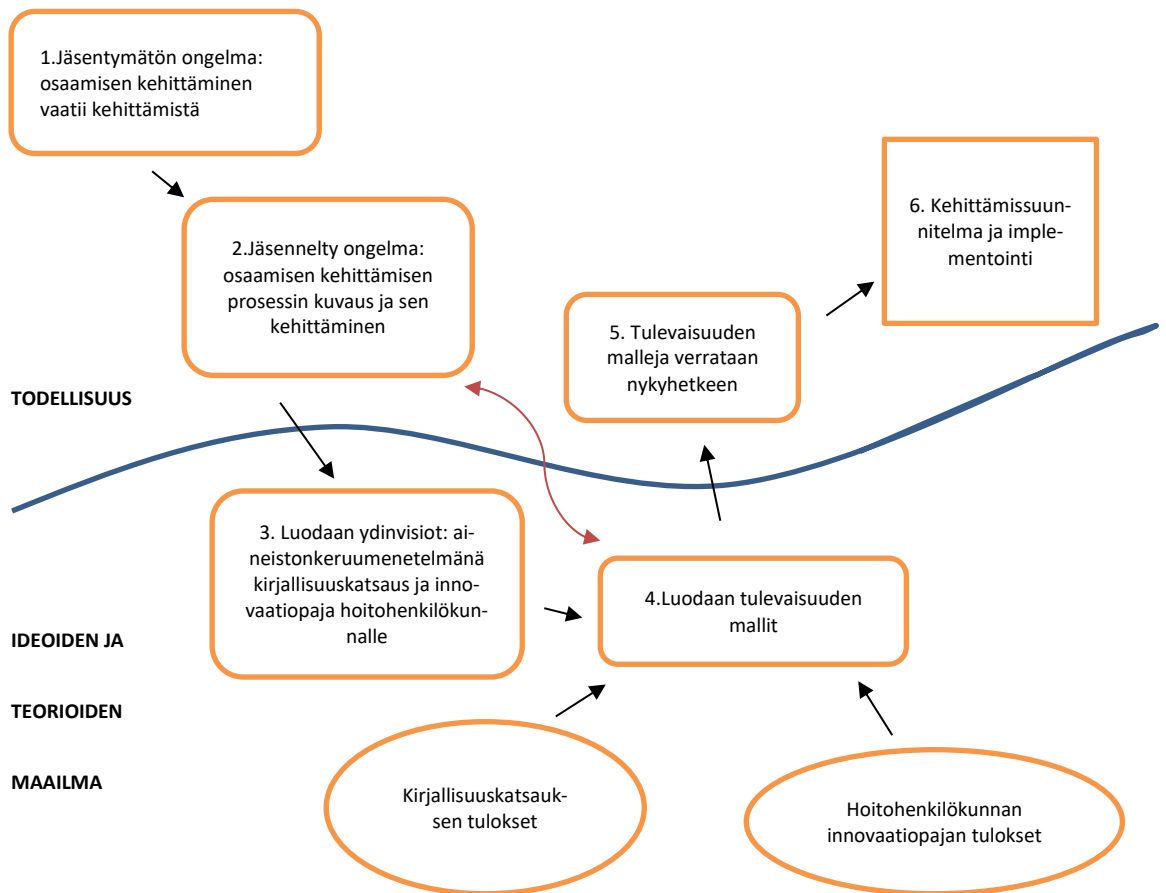 1.Jäsentymätön ongelma:
osaamisen kehittäminen
vaatii kehittämistä
2.Jäsennelty ongelma:
osaamisen kehittämisen
prosessin kuvaus ja sen
kehittäminen
6. Kehittämissuun-
nitelma ja imple-
mentointi
5. Tulevaisuuden
malleja verrataan
nykyhetkeen
TODELLISUUS
3. Luodaan ydinvisiot: ai-
neistonkeruumenetelmänä
kirjallisuuskatsaus ja inno-
vaatiopaja hoitohenkilökun-
nalle
4.Luodaan tulevaisuuden
mallit
IDEOIDEN JA
TEORIOIDEN
MAAILMA
Kirjallisuuskatsauk-
sen tulokset
Hoitohenkilökunnan
innovaatiopajan tulokset